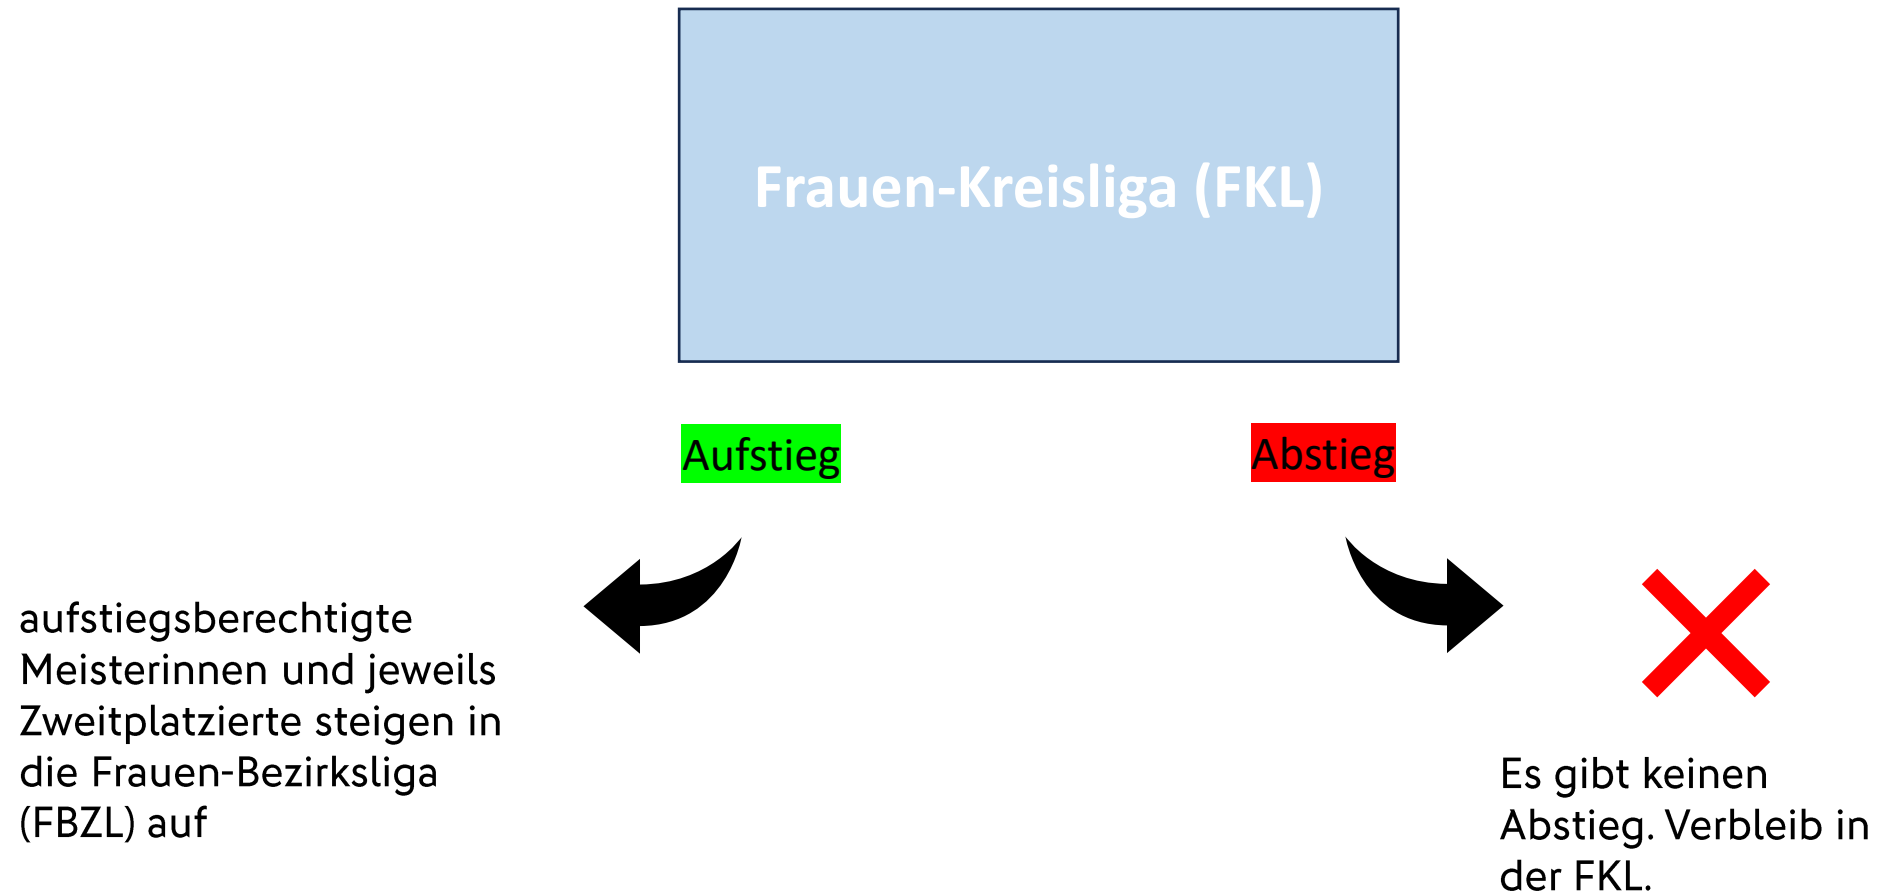 Frauen-Kreisliga (FKL)
Aufstieg
Abstieg
aufstiegsberechtigte
Meisterinnen und jeweils
Zweitplatzierte steigen in
die Frauen-Bezirksliga
(FBZL) auf
Es gibt keinen
Abstieg. Verbleib in
der FKL.